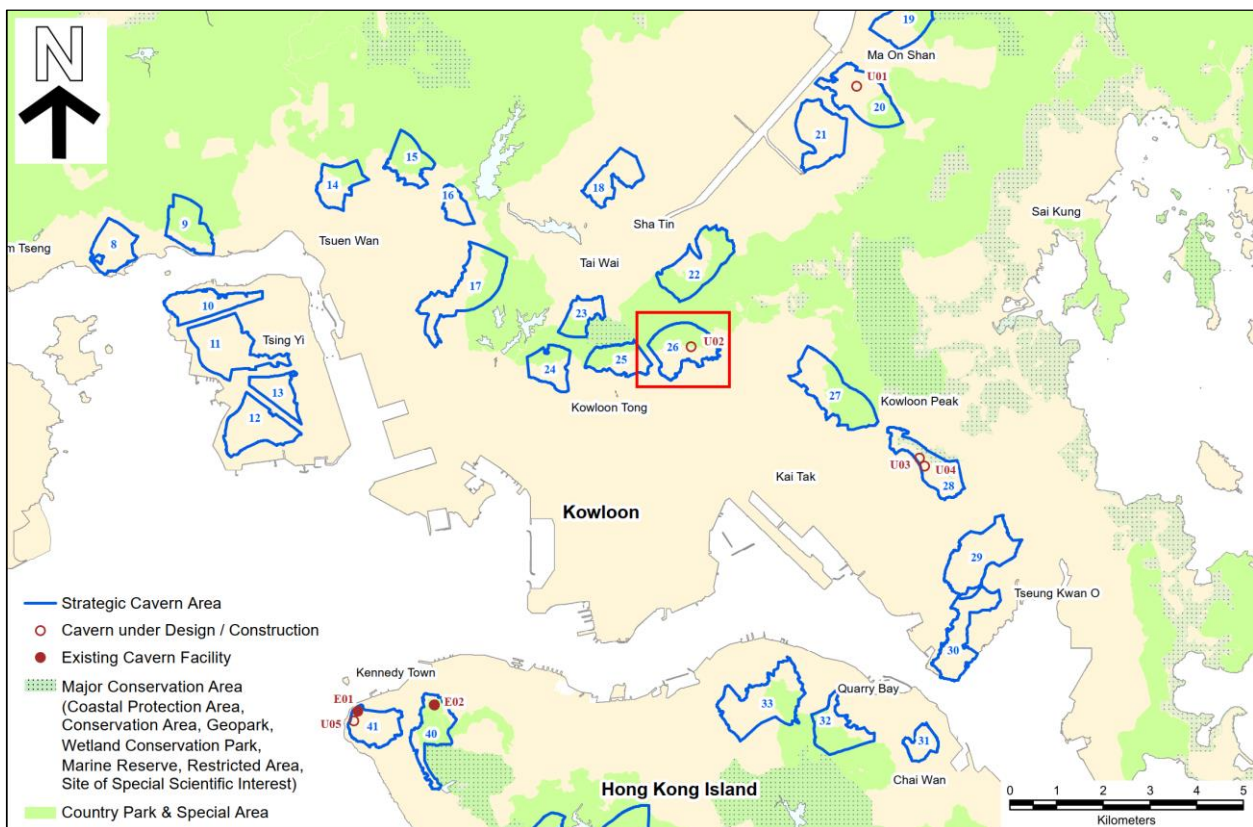 N
19
Ma On Shan
U01
20
21
15
14
16
18
9
8
m Tseng
Tsuen Wan
Sha Tin
Sai Kung
Tai Wai
22
17
10
11
Tsing Yi
23
26
U02
24
25
13
12
Kowloon Tong
27
Kowloon Peak
U03
U04
28
Kai Tak
Kowloon
29
Tseung Kwan O
30
Strategic Cavern Area
Cavern under Design / Construction
Existing Cavern Facility
Major Conservation Area
(Coastal Protection Area,
Conservation Area, Geopark,
Wetland Conservation Park,
Marine Reserve, Restricted Area,
Site of Special Scientific Interest)
Country Park & Special Area
Kennedy Town
E01
E02
U05
41
40
Quarry Bay
33
32
31
Chai Wan
Hong Kong Island
0 1 2 3 4 5
Kilometers